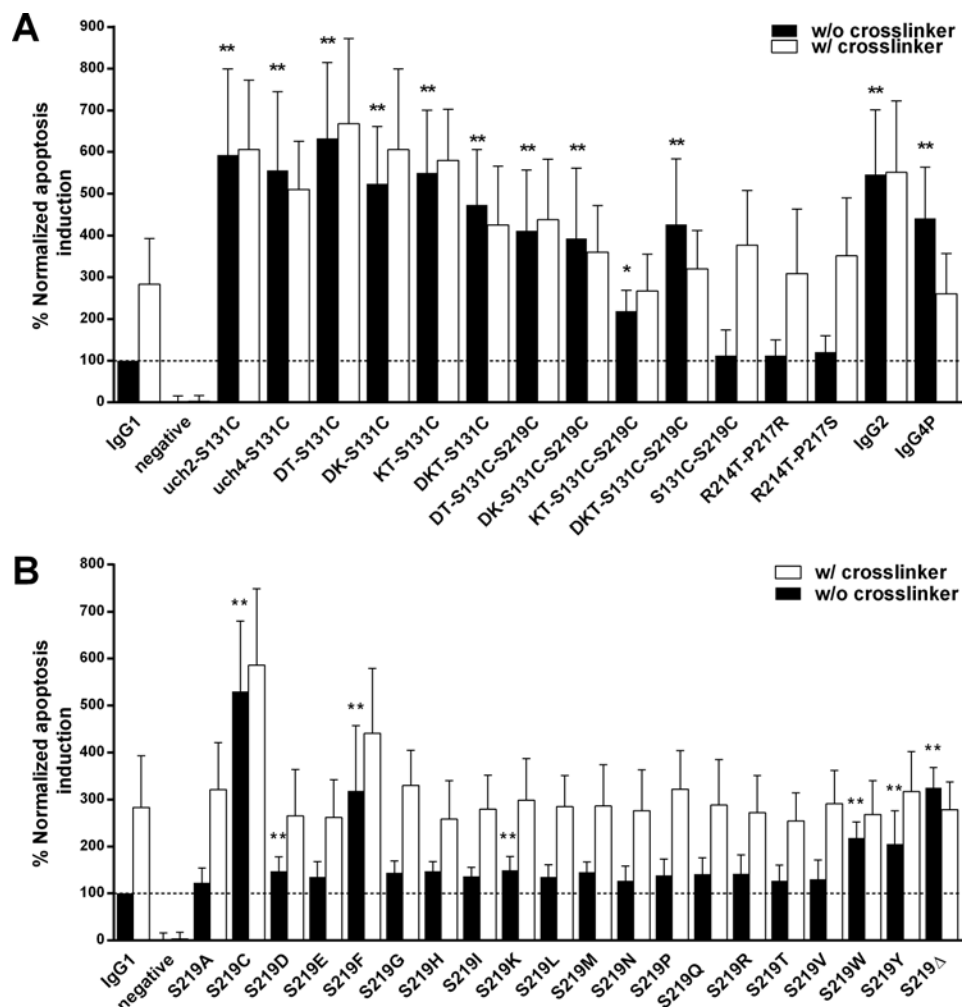 A
w/o crosslinker
w/ crosslinker
% Normalized apoptosis
induction
900
800
700
600
500
400
300
200
100
0
** ** ** ** ** ** ** ** * ** ** **
IgG1
negative
uch2-S131C
uch4-S131C
DT-S131C
DK-S131C
KT-S131C
DKT-S131C
DT-S131C-S219C
DK-S131C-S219C
KT-S131C-S219C
DKT-S131C-S219C
S131C-S219C
R214T-P217R
R214T-P217S
IgG2
IgG4P
B
w/ crosslinker
w/o crosslinker
% Normalized apoptosis
induction
800
700
600
500
400
300
200
100
0
** ** ** ** ** ** **
IgG1
negative
S219A
S219C
S219D
S219E
S219F
S219G
S219H
S219I
S219K
S219L
S219M
S219N
S219P
S219Q
S219R
S219T
S219V
S219W
S219Y
S219Δ